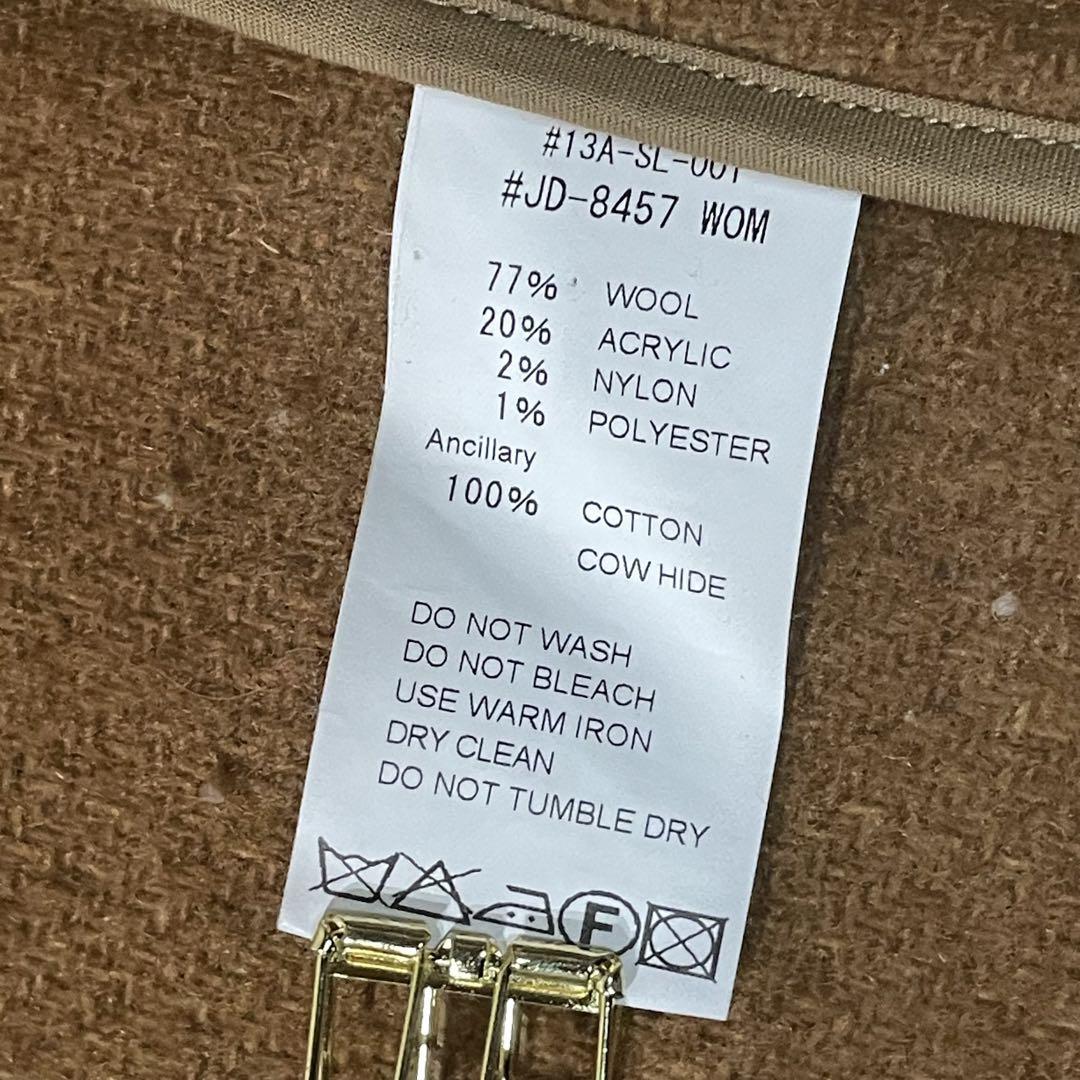 #13A-SL-001
#JD-8457 WOM
77% WOOL
20% ACRYLIC
2% NYLON
1% POLYESTER
Ancillary
100% COTTON
COW HIDE
DO NOT WASH
DO NOT BLEACH
USE WARM IRON
DRY CLEAN
DO NOT TUMBLE DRY
F